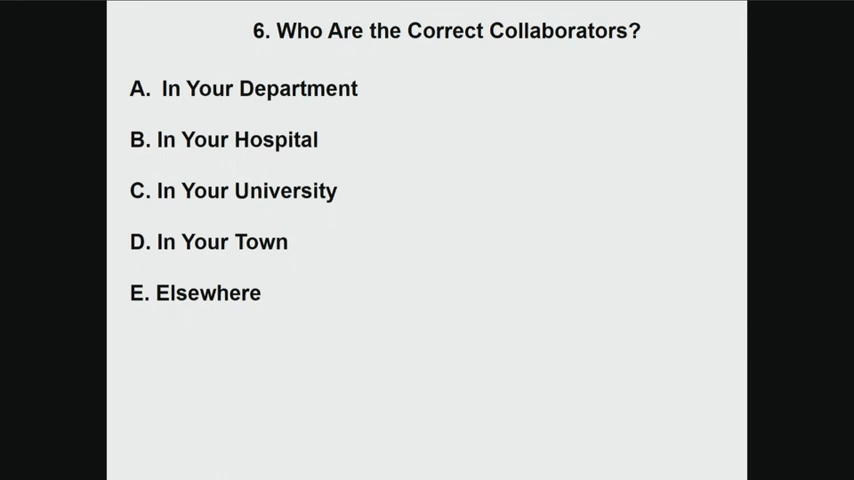 6. Who Are the Correct Collaborators?
A. In Your Department
B. In Your Hospital
C. In Your University
D. In Your Town
E. Elsewhere